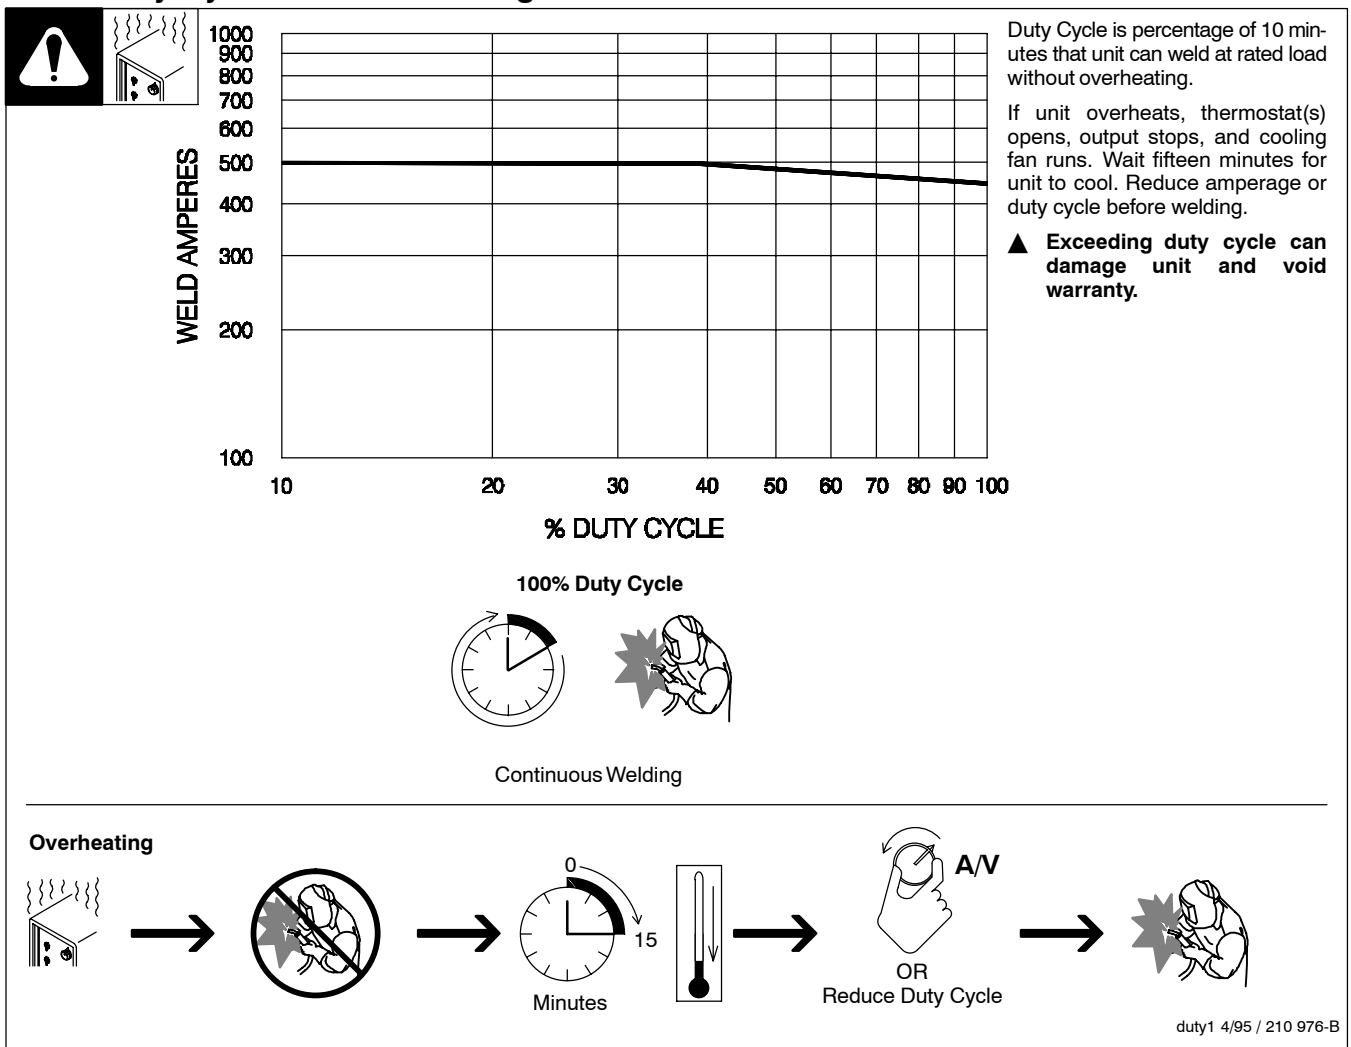 1000
900
800
700
600
500
400
300
200
100
WELD AMPERES
10 20 30 40 50 60 70 80 90 100
% DUTY CYCLE
Duty Cycle is percentage of 10 min-
utes that unit can weld at rated load
without overheating.
If unit overheats, thermostat(s)
opens, output stops, and cooling
fan runs. Wait fifteen minutes for
unit to cool. Reduce amperage or
duty cycle before welding.
Exceeding duty cycle can
damage unit and void
warranty.
100% Duty Cycle
Continuous Welding
Overheating
0
15
Minutes
A/V
OR
Reduce Duty Cycle
duty1 4/95 / 210 976-B